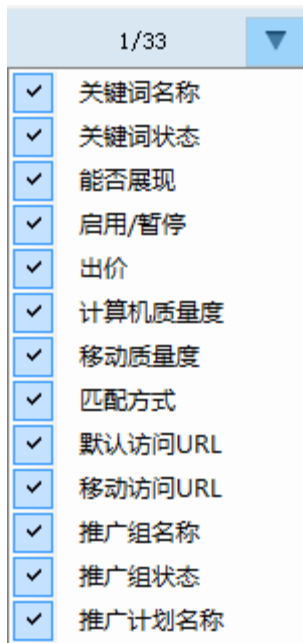 1/33
关键词名称
关键词状态
能否展现
启用/暂停
出价
计算机质量度
移动质量度
匹配方式
默认访问URL
移动访问URL
推广组名称
推广组状态
推广计划名称